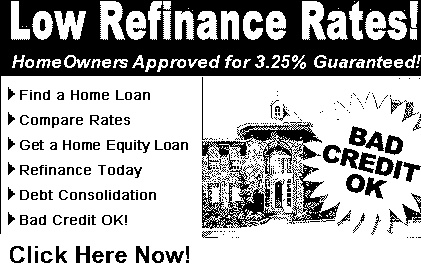 Low Refinance Rates!
HomeOwners Approved for 3.25% Guaranteed!
Find a Home Loan
Compare Rates
Get a Home Equity Loan
Refinance Today
Debt Consolidation
Bad Credit OK!
BAD
CREDIT
OK
Click Here Now!